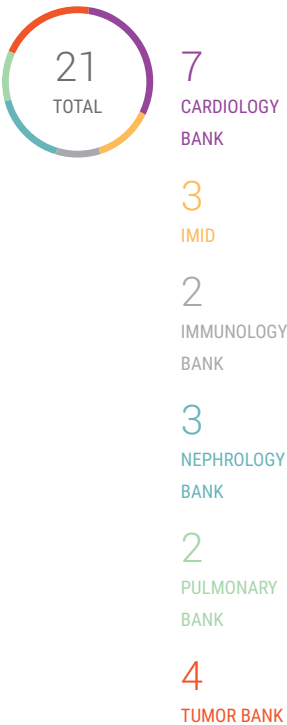 21
TOTAL
7
CARDIOLOGY
BANK
3
IMID
2
IMMUNOLOGY
BANK
3
NEPHROLOGY
BANK
2
PULMONARY
BANK
4
TUMOR BANK